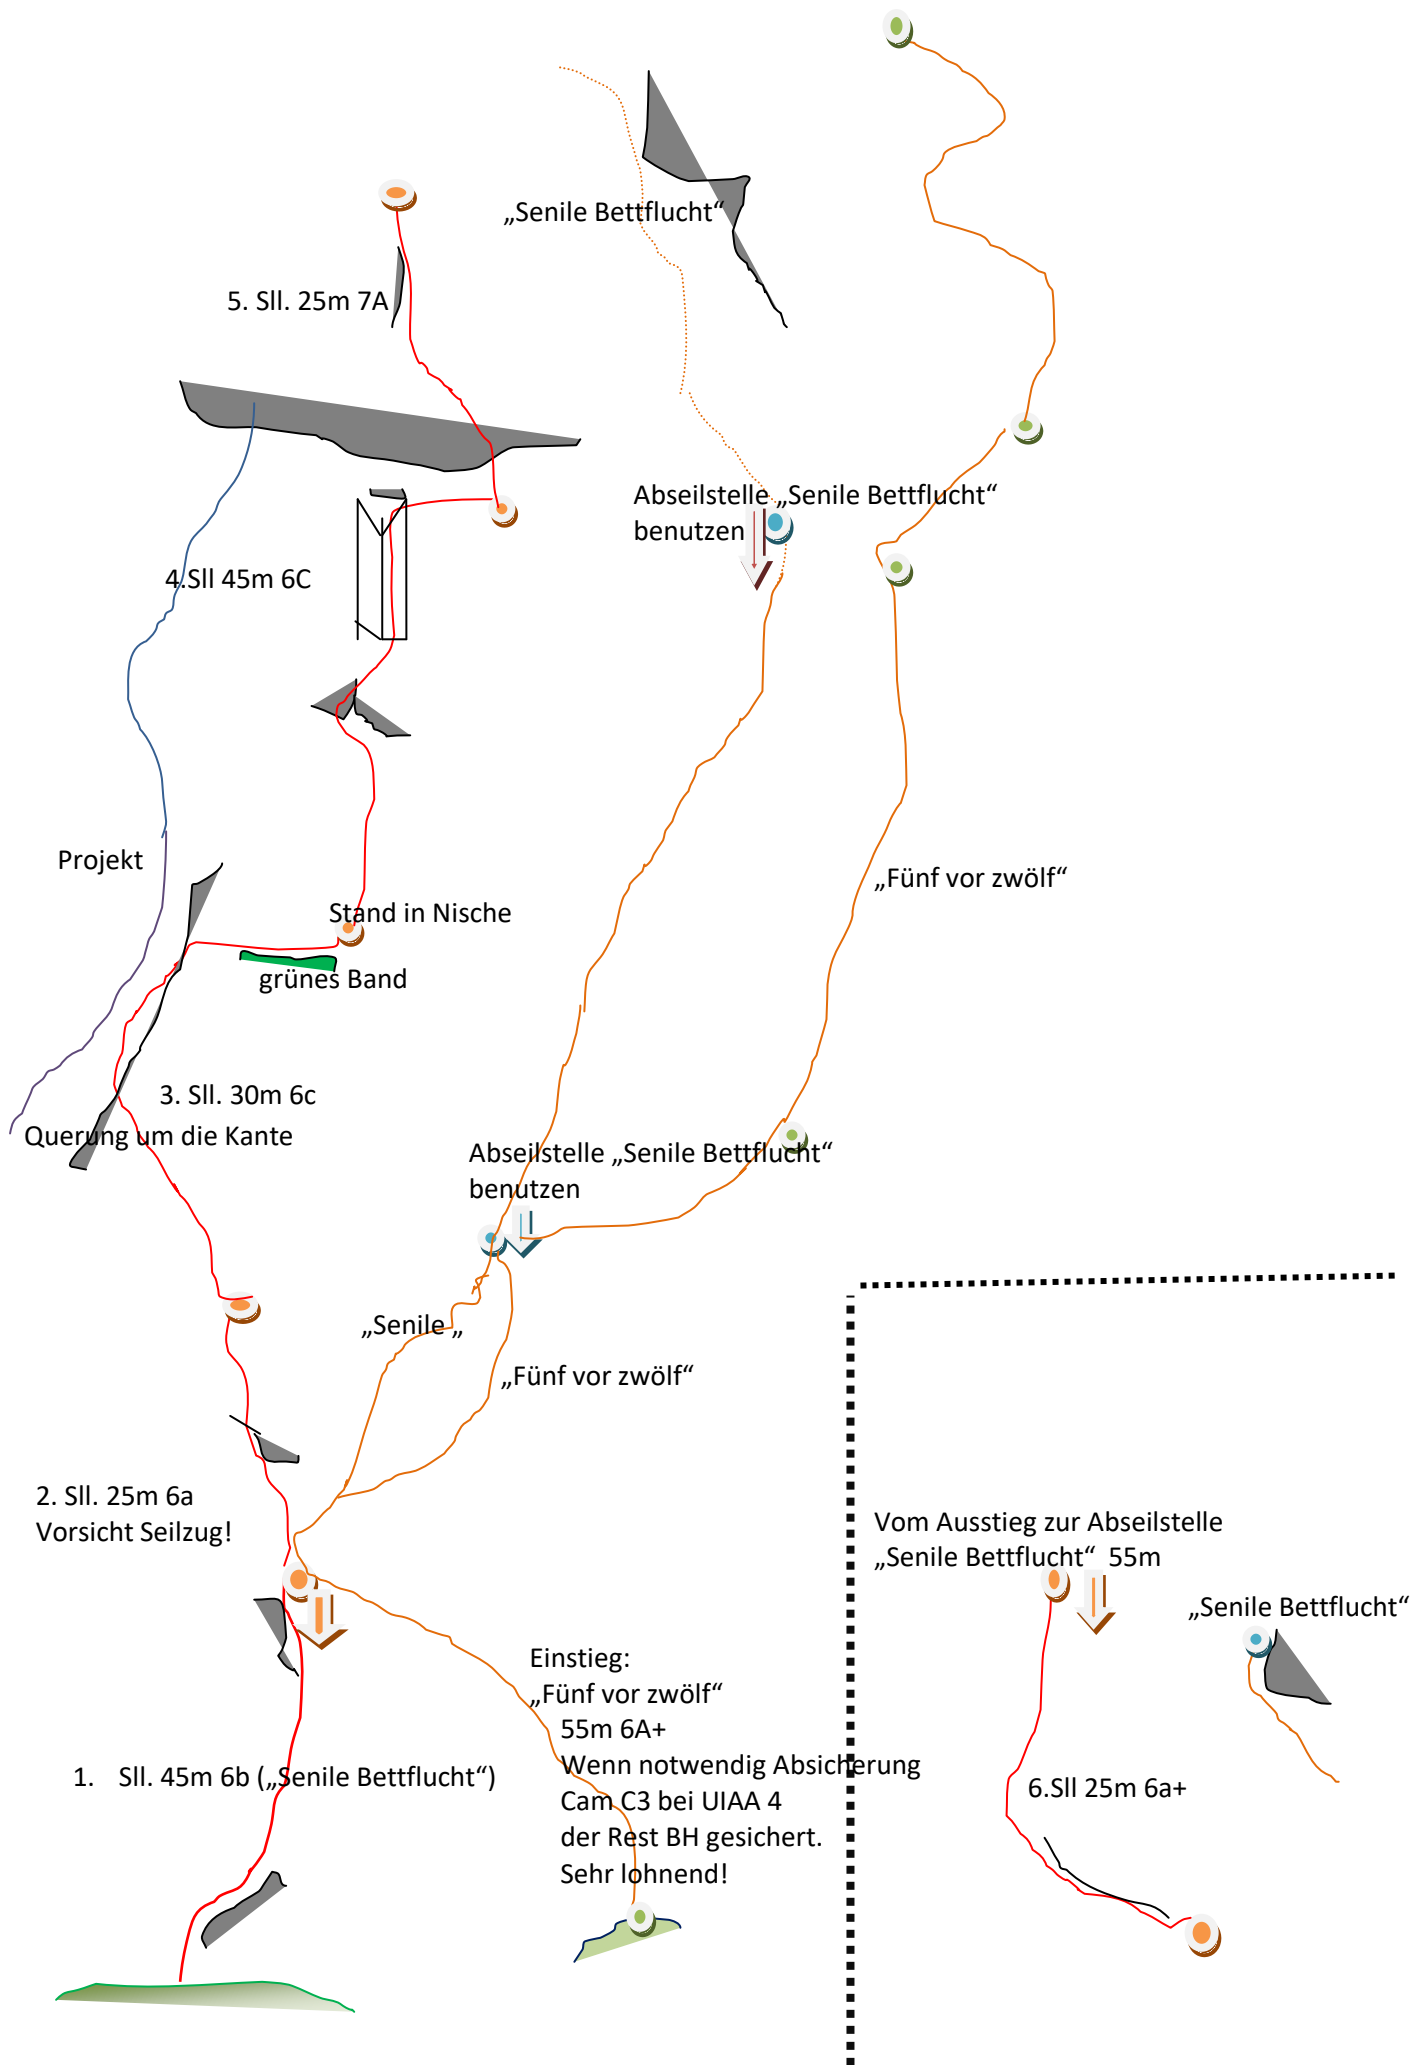 „Senile Bettflucht“
5. Sll. 25m 7A
Abseilstelle „Senile Bettflucht“
benutzen
4.Sll 45m 6C
Projekt
„Fünf vor zwölf“
Stand in Nische
grünes Band
3. Sll. 30m 6c
Querung um die Kante
Abseilstelle „Senile Bettflucht“
benutzen
„Senile „
„Fünf vor zwölf“
2. Sll. 25m 6a
Vorsicht Seilzug!
Vom Ausstieg zur Abseilstelle
„Senile Bettflucht“ 55m
„Senile Bettflucht“
Einstieg:
„Fünf vor zwölf“
55m 6A+
Wenn notwendig Absicherung
Cam C3 bei UIAA 4
der Rest BH gesichert.
Sehr lohnend!
1. Sll. 45m 6b („Senile Bettflucht“)
6.Sll 25m 6a+